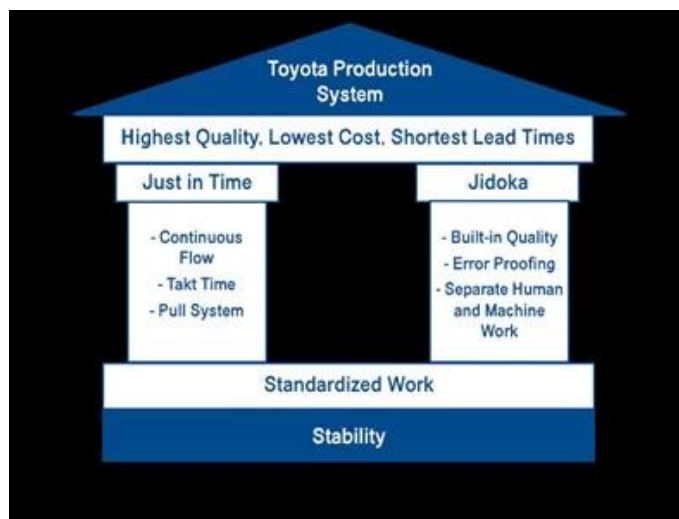 Toyota Production
System
Highest Quality, Lowest Cost, Shortest Lead Times
Just in Time
- Continuous
Flow
- Takt Time
- Pull System
Jidoka
- Built-in Quality
- Error Proofing
- Separate Human
and Machine
Work
Standardized Work
Stability